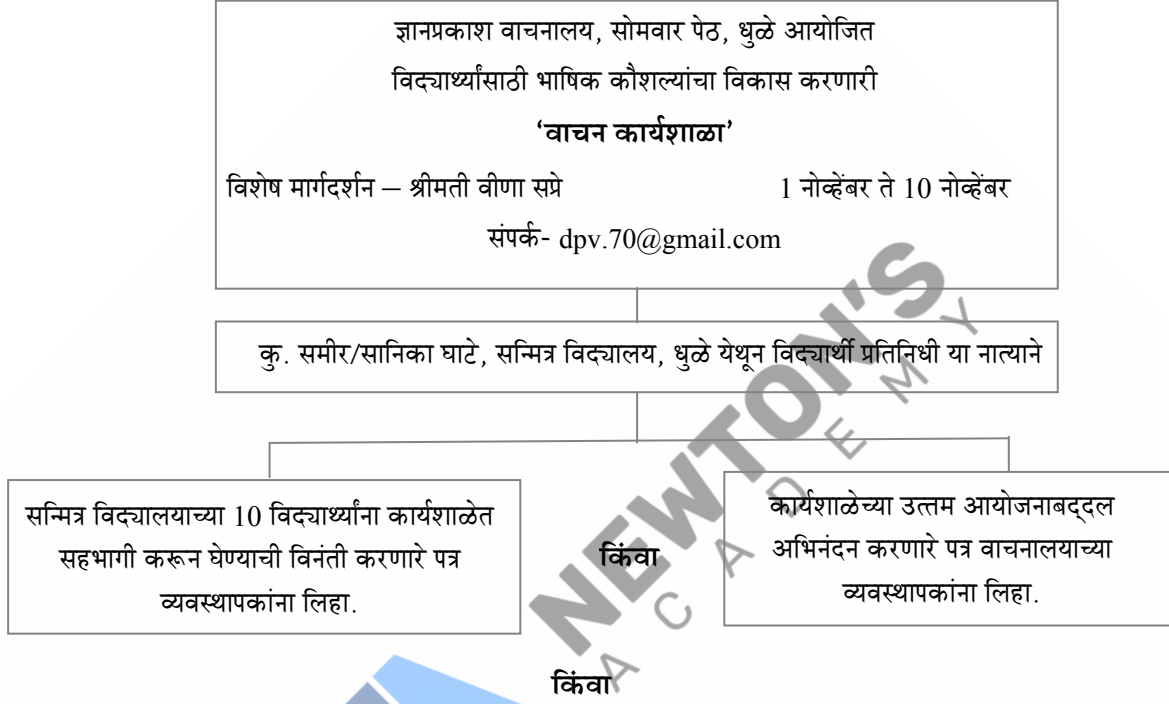 ज्ञानप्रकाश वाचनालय, सोमवार पेठ, धुळे आयोजित
विद्यार्थ्यांसाठी भाषिक कौशल्यांचा विकास करणारी
‘वाचन कार्यशाळा’
विशेष मार्गदर्शन – श्रीमती वीणा सप्रे 1 नोव्हेंबर ते 10 नोव्हेंबर
संपर्क- dpv.70@gmail.com
कु. समीर/सानिका घाटे, सन्मित्र विद्यालय, धुळे येथून विद्यार्थी प्रतिनिधी या नात्याने
सन्मित्र विद्यालयाच्या 10 विद्यार्थ्यांना कार्यशाळेत
सहभागी करून घेण्याची विनंती करणारे पत्र
व्यवस्थापकांना लिहा.
किंवा
कार्यशाळेच्या उत्तम आयोजनाबद्दल
अभिनंदन करणारे पत्र वाचनालयाच्या
व्यवस्थापकांना लिहा.
किंवा
NEWTON'S
ACADEMY